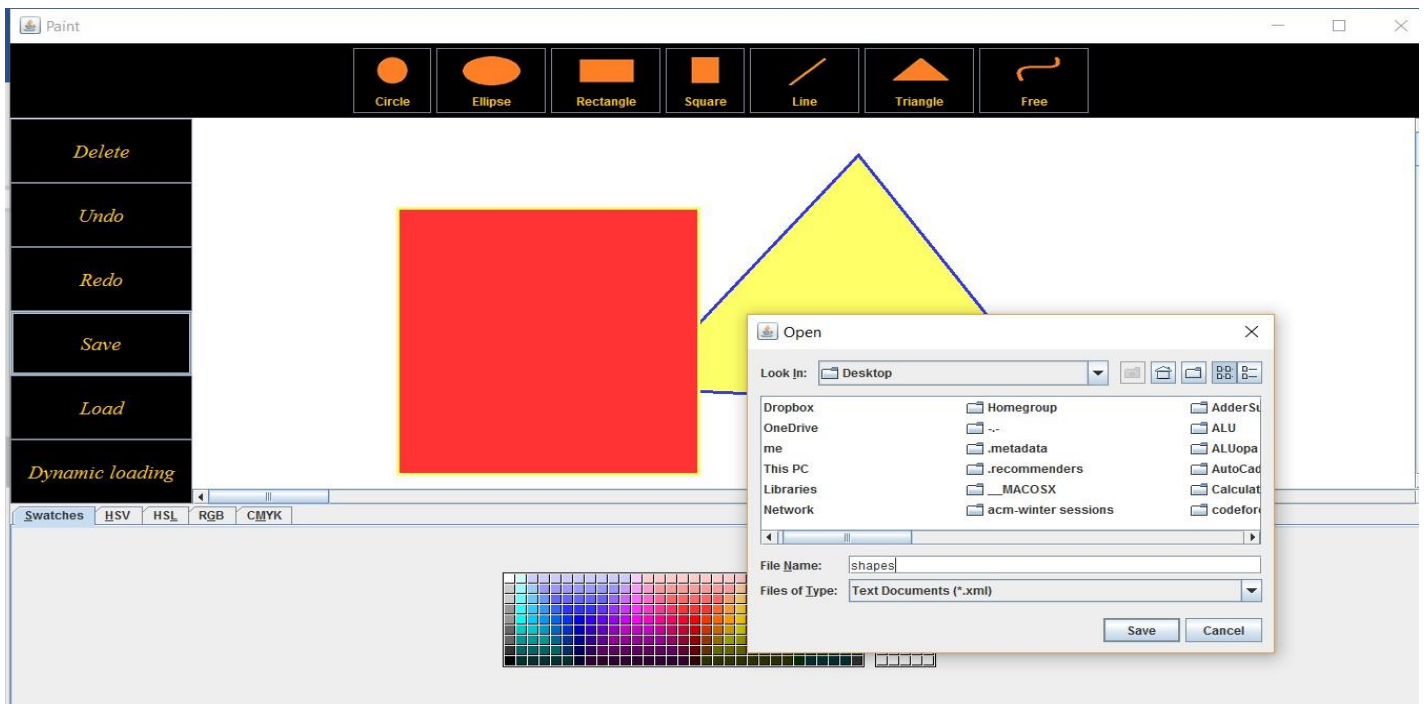 Paint
Circle Ellipse Rectangle Square Line Triangle Free
Delete
Undo
Redo
Save
Load
Dynamic loading
Swatches HSV HSL RGB CMYK
Open
Look In: Desktop
Dropbox Homegroup AdderSu
OneDrive -.- ALU
me .metadata ALUopa
This PC .recommenders AutoCad
Libraries __MACOSX Calculat
Network acm-winter sessions codefor
File Name: shapes
Files of Type: Text Documents (*.xml)
Save Cancel